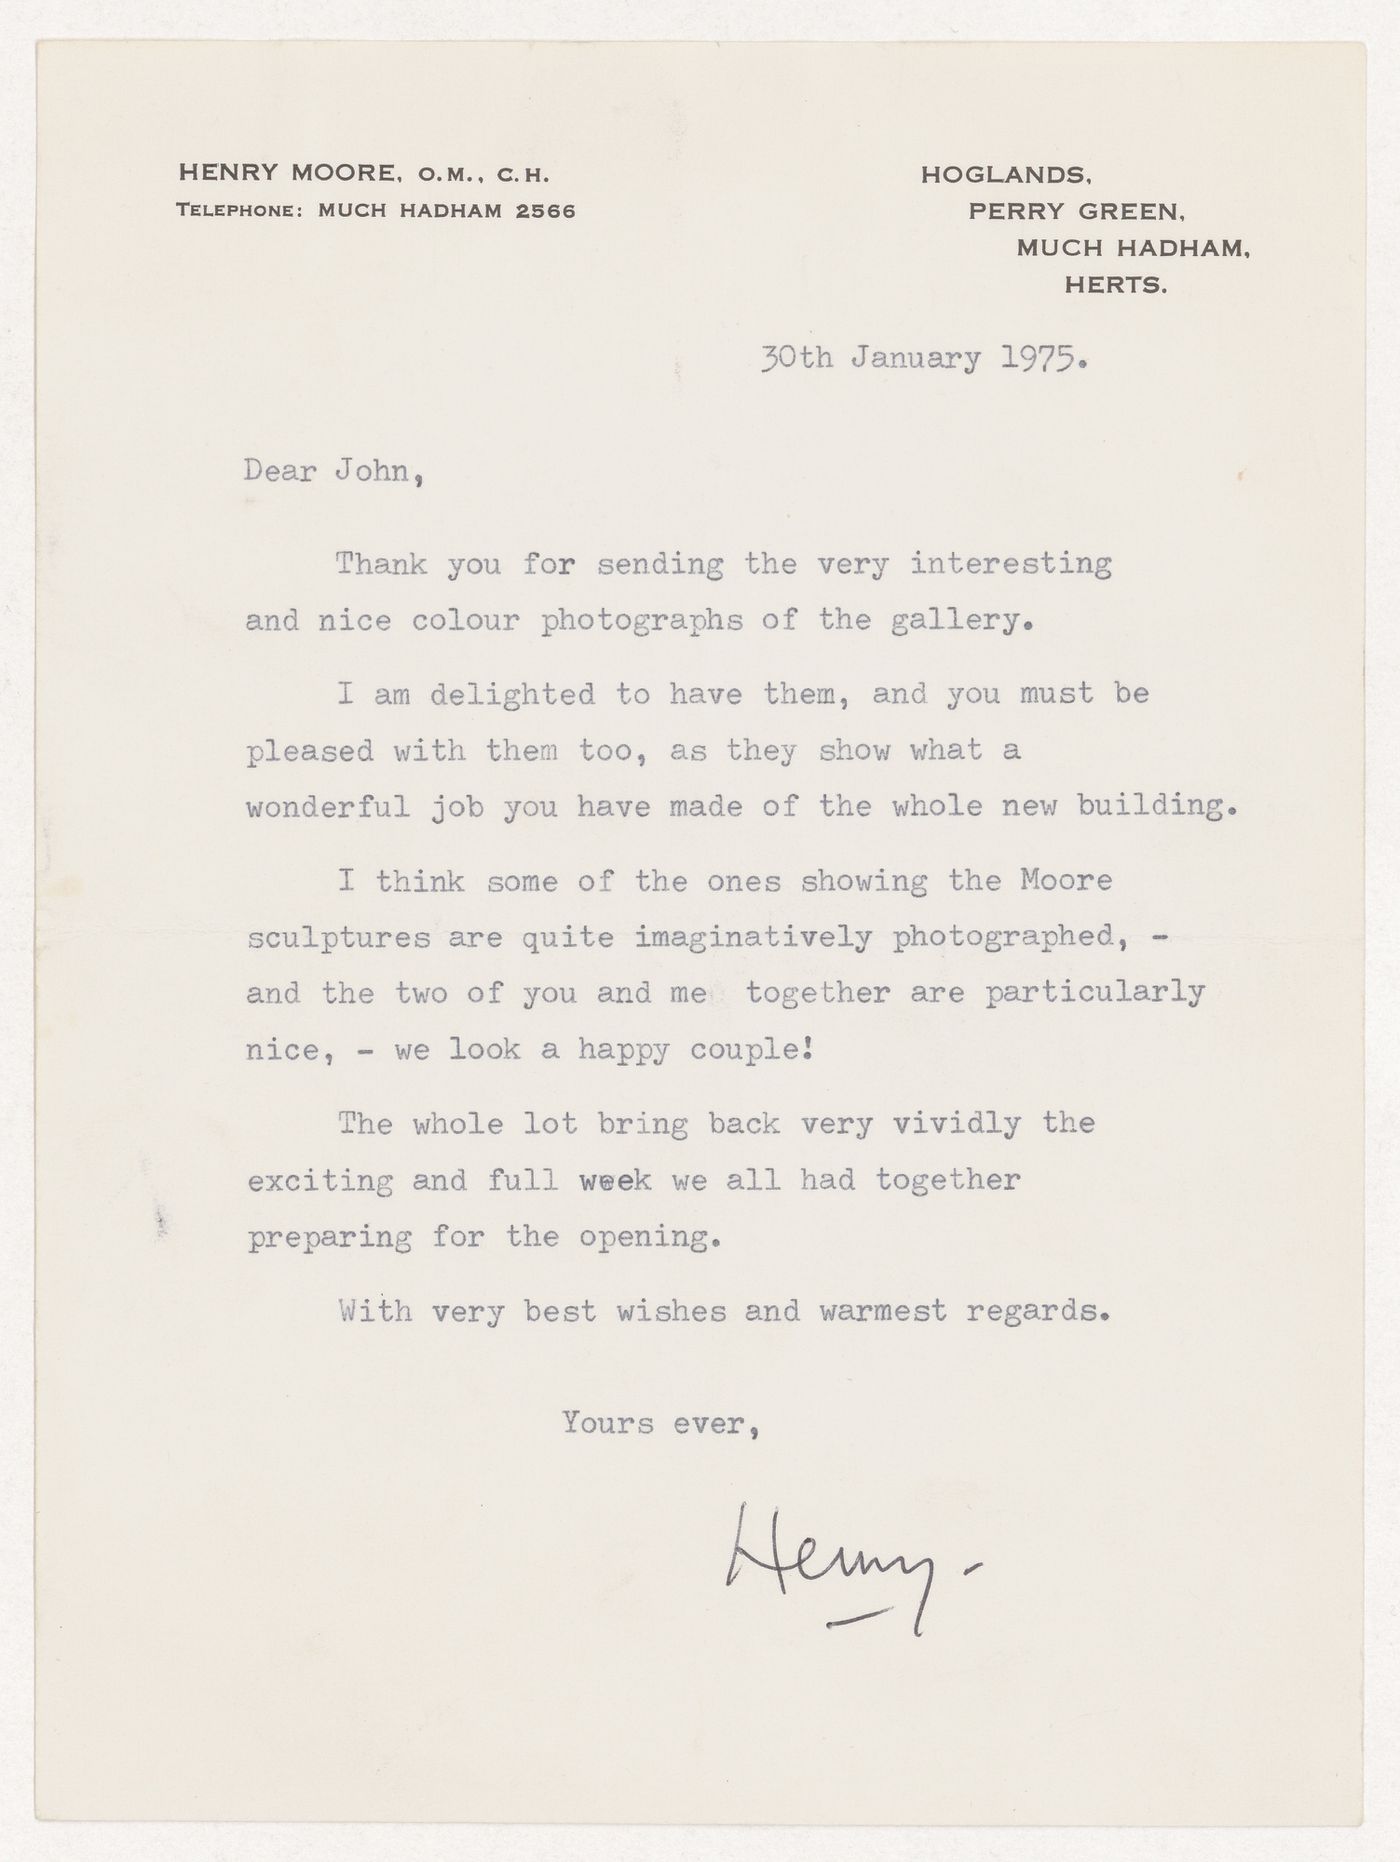 HENRY MOORE, O.M., C.H.
TELEPHONE: MUCH HADHAM 2566
HOGLANDS,
PERRY GREEN,
MUCH HADHAM,
HERTS.
30th January 1975.
Dear John,
Thank you for sending the very interesting
and nice colour photographs of the gallery.
I am delighted to have them, and you must be
pleased with them too, as they show what a
wonderful job you have made of the whole new building.
I think some of the ones showing the Moore
sculptures are quite imaginatively photographed, -
and the two of you and me together are particularly
nice, - we look a happy couple!
The whole lot bring back very vividly the
exciting and full week we all had together
preparing for the opening.
With very best wishes and warmest regards.
Yours ever,
Henry -